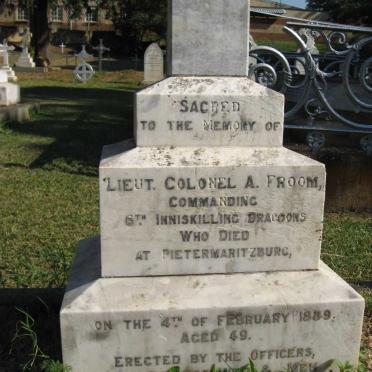 SACRED
TO THE MEMORY OF
LIEUT. COLONEL A. FROOM,
COMMANDING
6TH INNISKILLING DRAGOONS
WHO DIED
AT PIETERMARITZBURG,
ON THE 4TH OF FEBRUARY 1889,
AGED 49.
ERECTED BY THE OFFICERS,